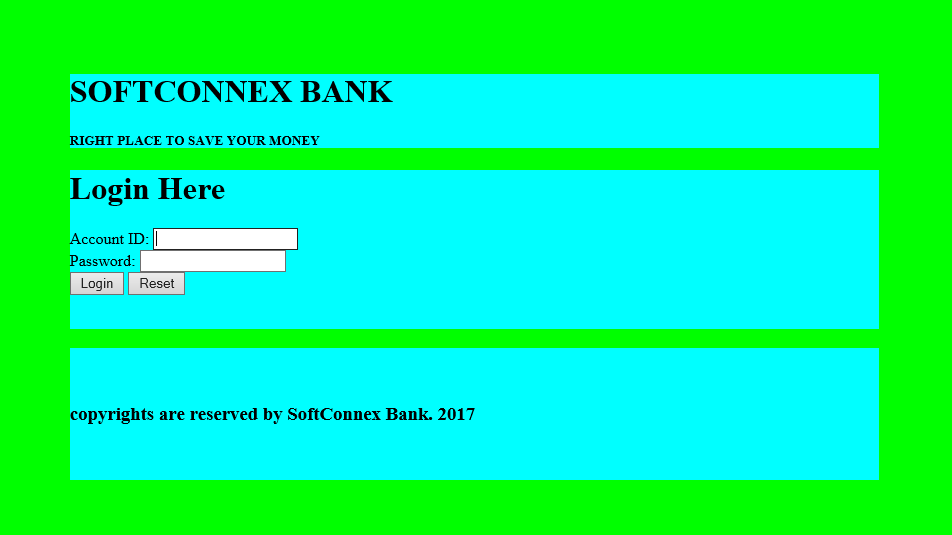 SOFTCONNEX BANK
RIGHT PLACE TO SAVE YOUR MONEY
Login Here
Account ID:
Password:
Login Reset
copyrights are reserved by SoftConnex Bank. 2017